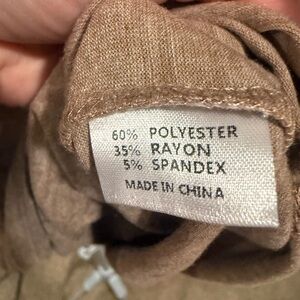 60% POLYESTER
35% RAYON
5% SPANDEX
MADE IN CHINA